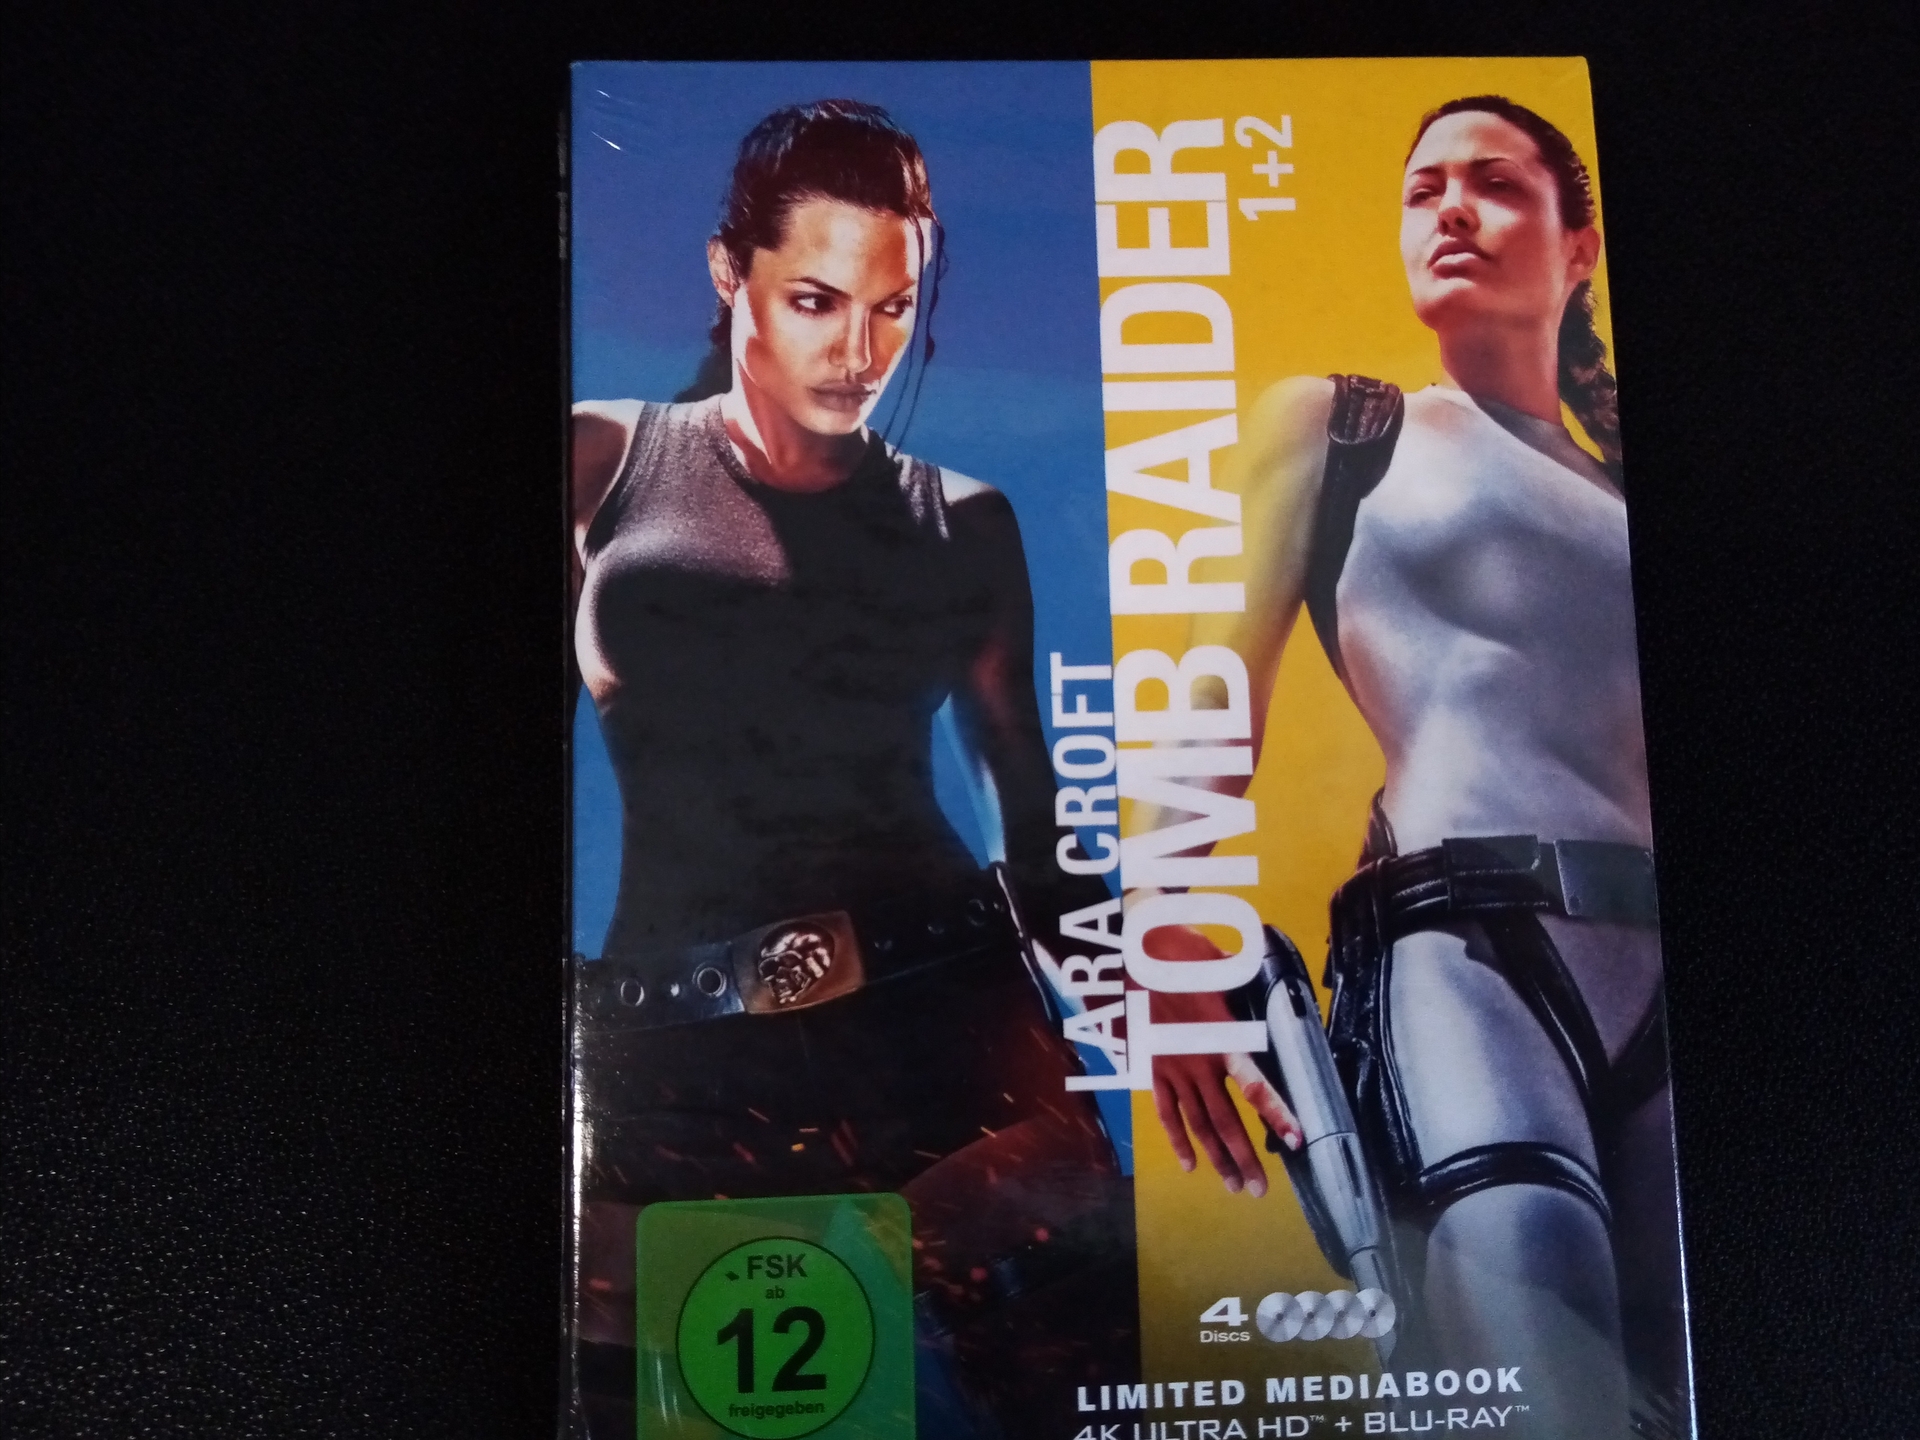 LARA CROFT
TOMB RAIDER
1+2
FSK
ab
12
freigegeben
4
Discs
LIMITED MEDIABOOK
4K ULTRA HD™ + BLU-RAY™